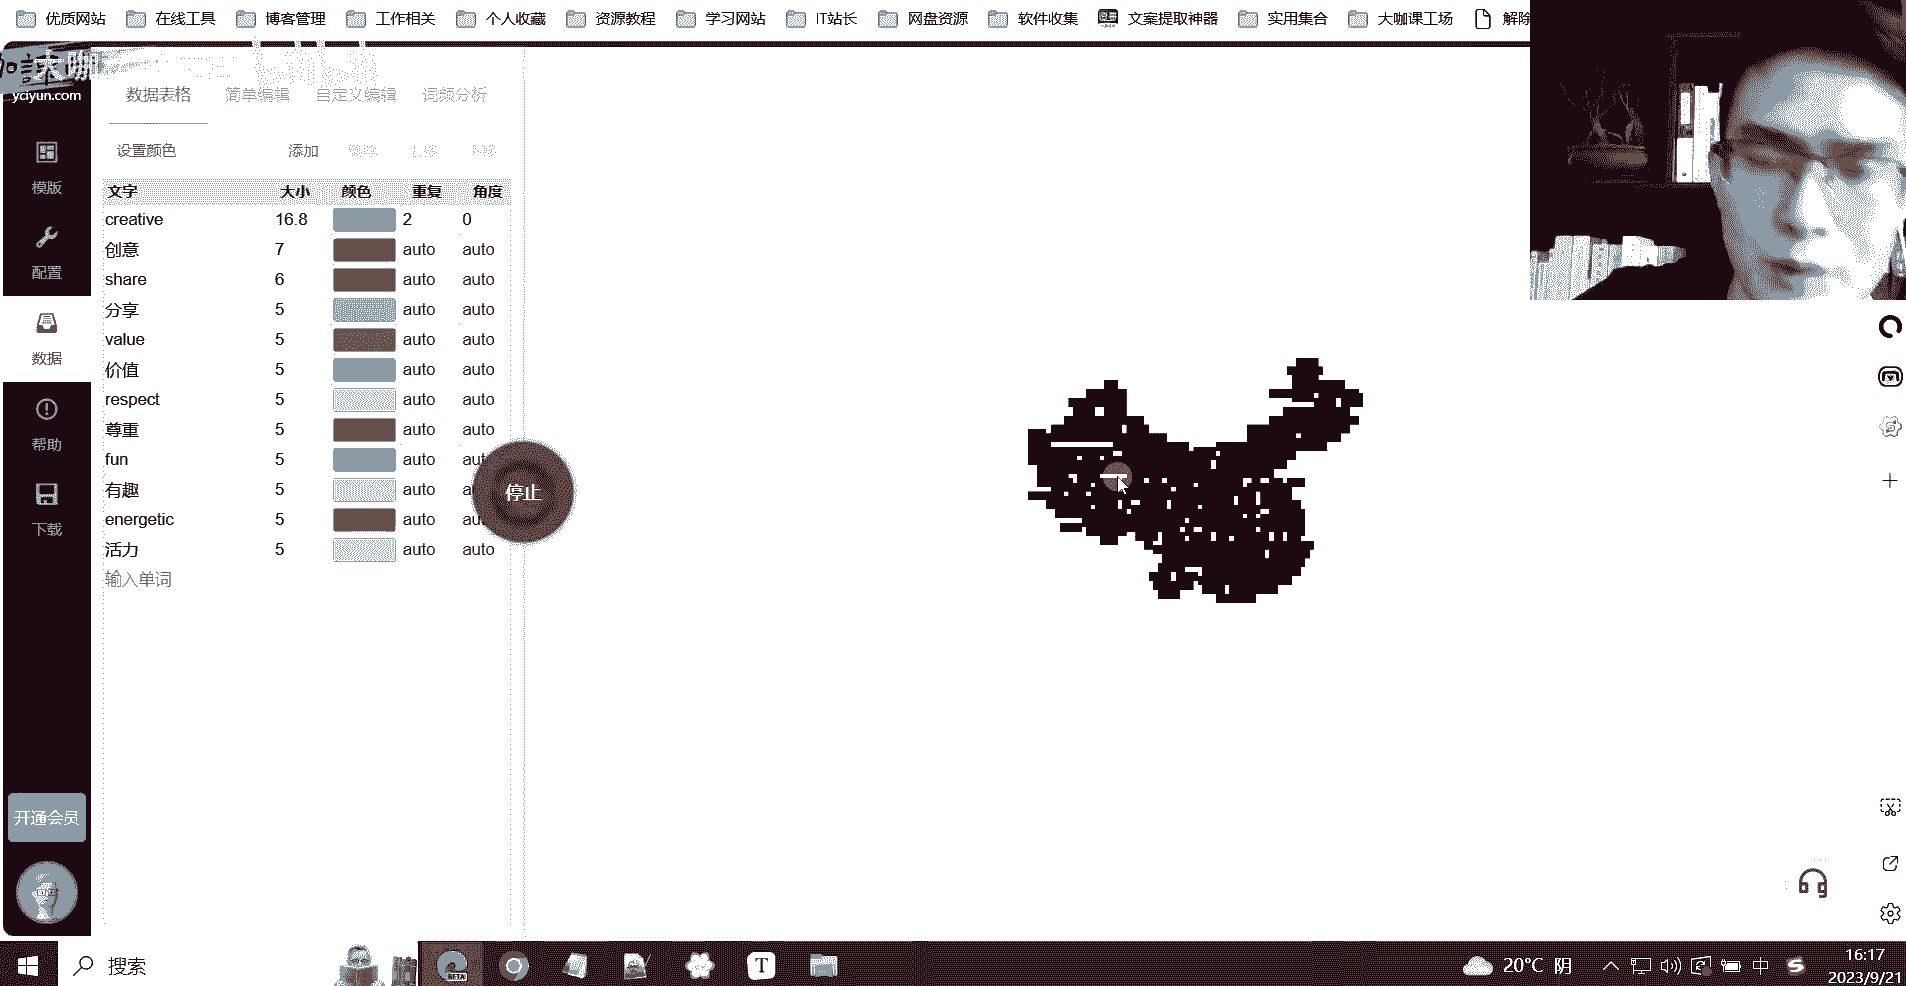 优质网站 在线工具 博客管理 工作相关 个人收藏 资源教程 学习网站 IT站长 网盘资源 软件收集 文案提取神器 实用集合 大咖课工场 解除
大咖
yciyun.com
数据表格 简单编辑 自定义编辑 词频分析
设置颜色 添加
文字 大小 颜色 重复 角度
creative 16.8 2 0
创意 7 auto auto
share 6 auto auto
分享 5 auto auto
value 5 auto auto
价值 5 auto auto
respect 5 auto auto
尊重 5 auto auto
fun 5 auto aut
有趣 5 auto a
energetic 5 auto au
活力 5 auto auto
输入单词
停止
模版
配置
数据
帮助
下载
开通会员
搜索
BETA
T
20°C 阴
中
16:17
2023/9/21